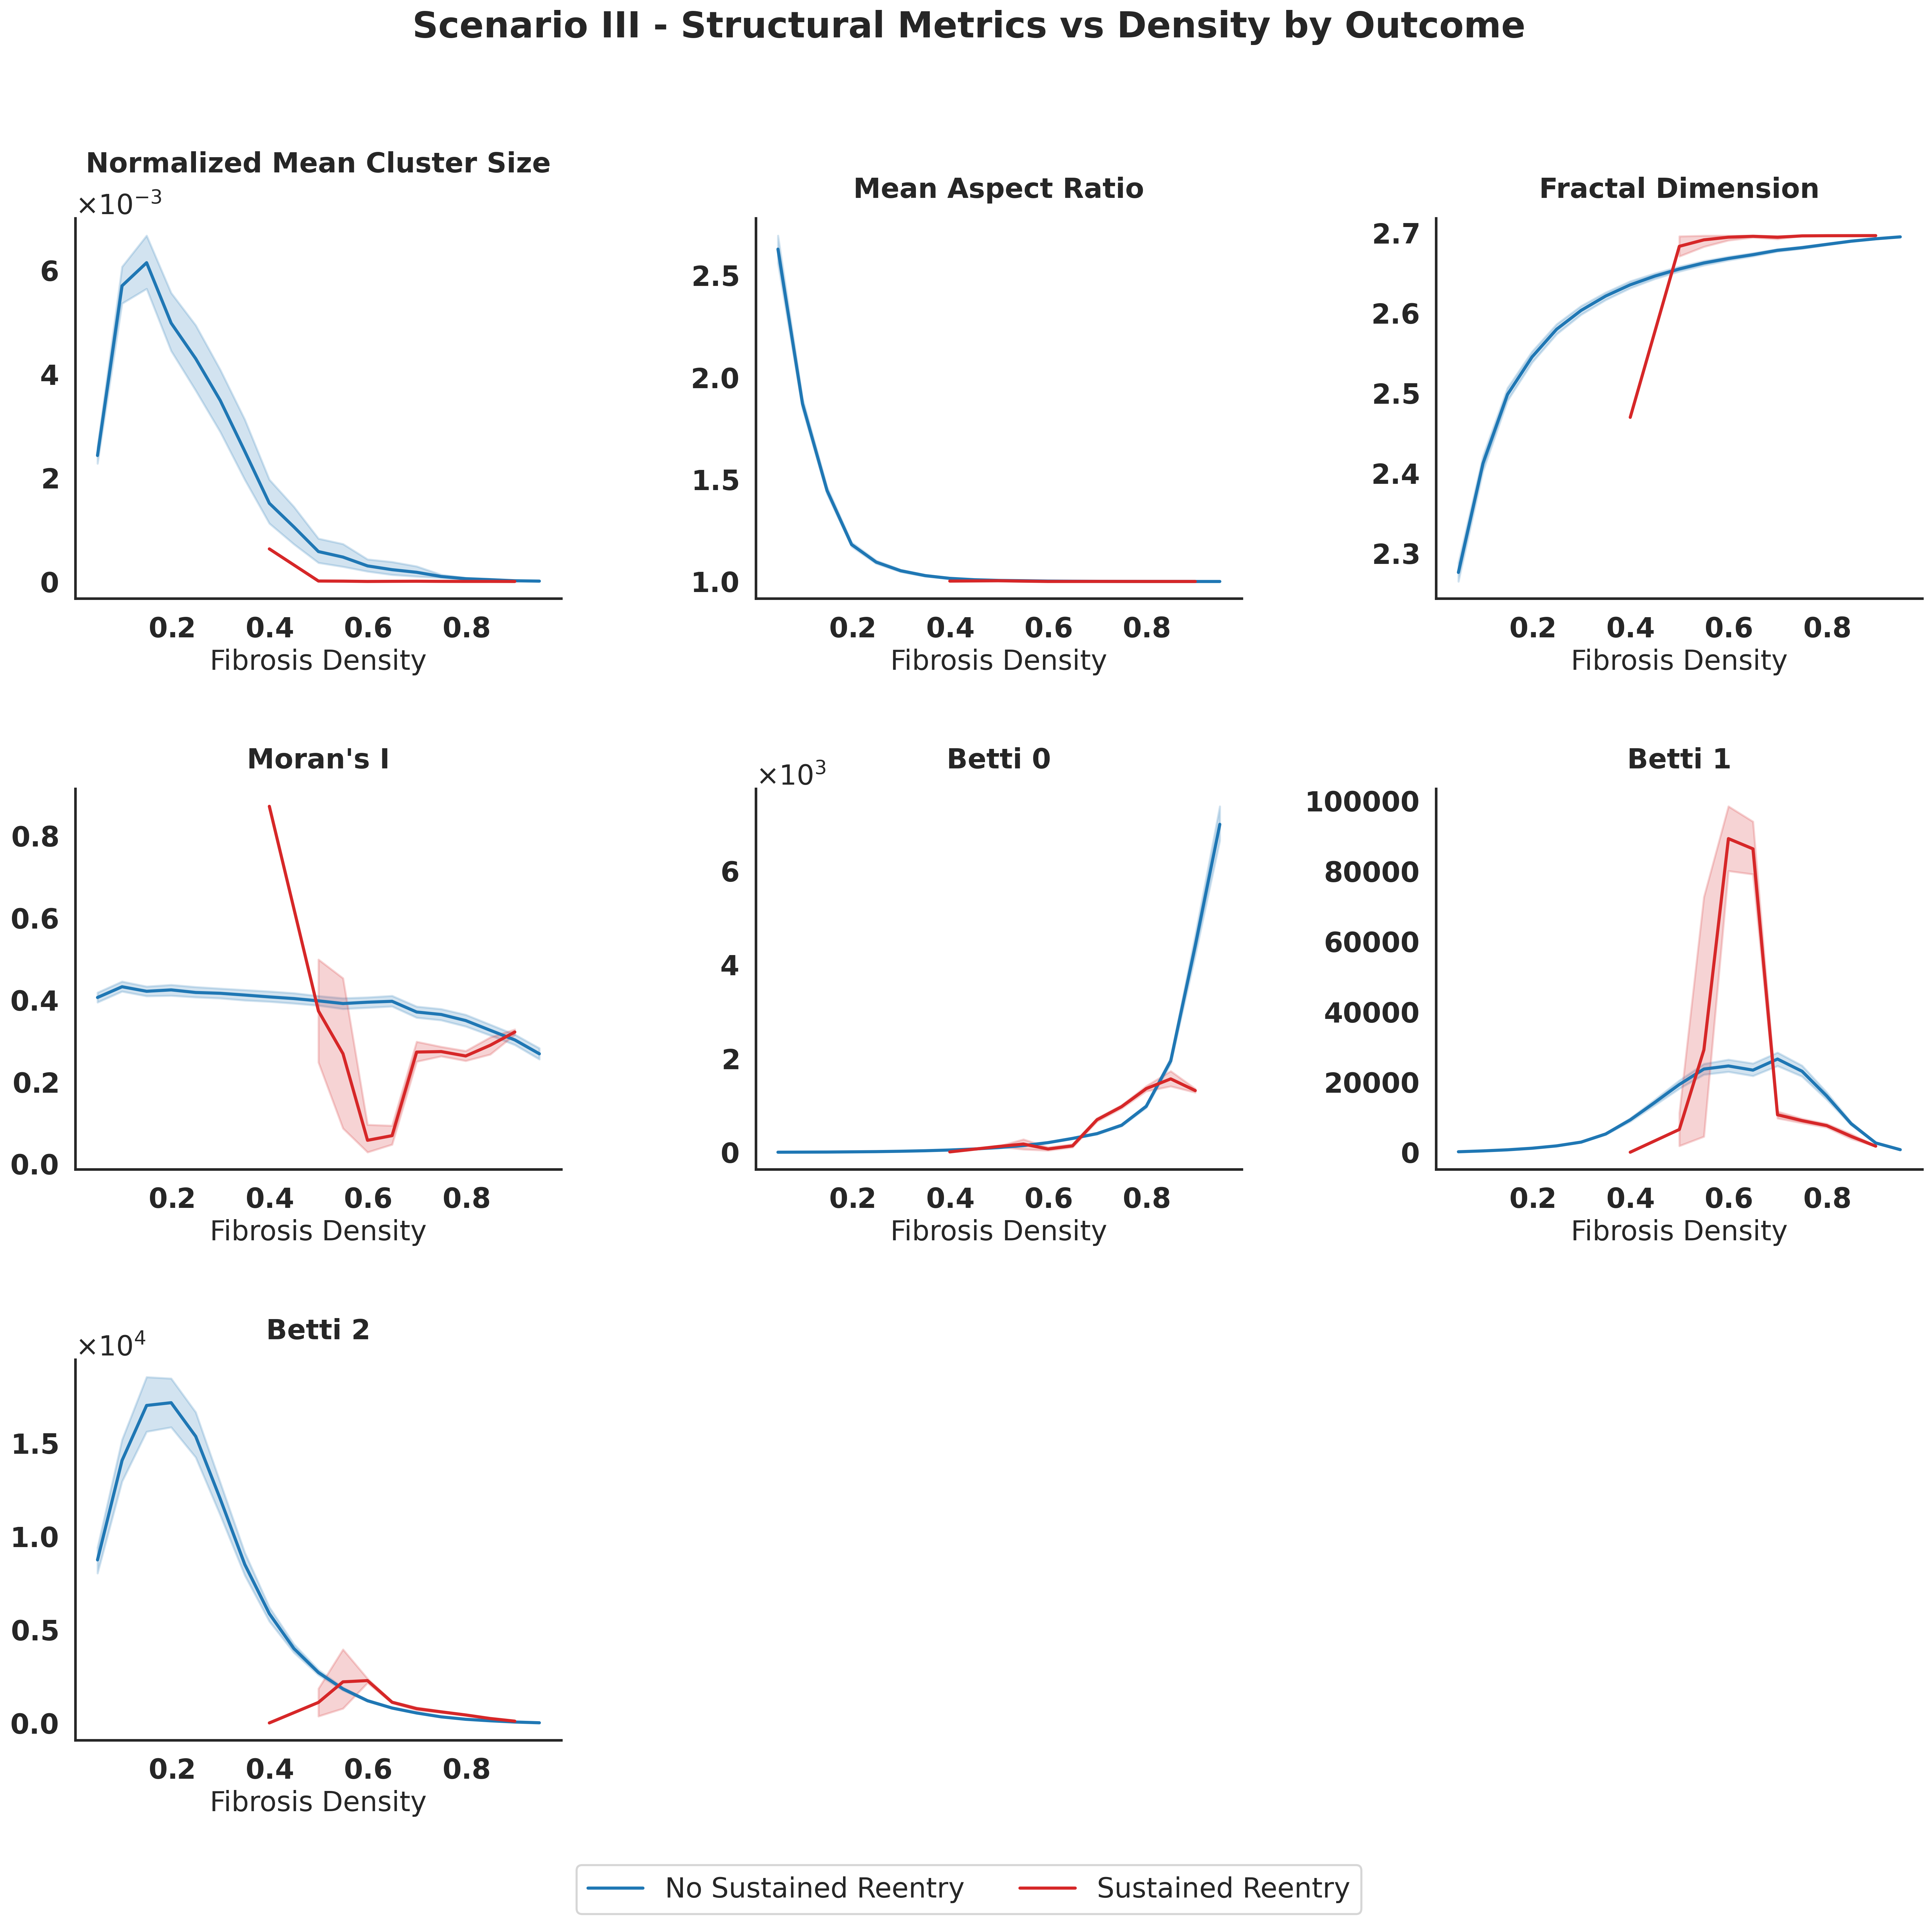 Scenario III - Structural Metrics vs Density by Outcome
Normalized Mean Cluster Size
×10⁻³
6
4
2
0
0.2 0.4 0.6 0.8
Fibrosis Density
Mean Aspect Ratio
2.5
2.0
1.5
1.0
0.2 0.4 0.6 0.8
Fibrosis Density
Fractal Dimension
2.7
2.6
2.5
2.4
2.3
0.2 0.4 0.6 0.8
Fibrosis Density
Moran's I
0.8
0.6
0.4
0.2
0.0
0.2 0.4 0.6 0.8
Fibrosis Density
Betti 0
×10³
6
4
2
0
0.2 0.4 0.6 0.8
Fibrosis Density
Betti 1
100000
80000
60000
40000
20000
0
0.2 0.4 0.6 0.8
Fibrosis Density
Betti 2
×10⁴
1.5
1.0
0.5
0.0
0.2 0.4 0.6 0.8
Fibrosis Density
No Sustained Reentry Sustained Reentry